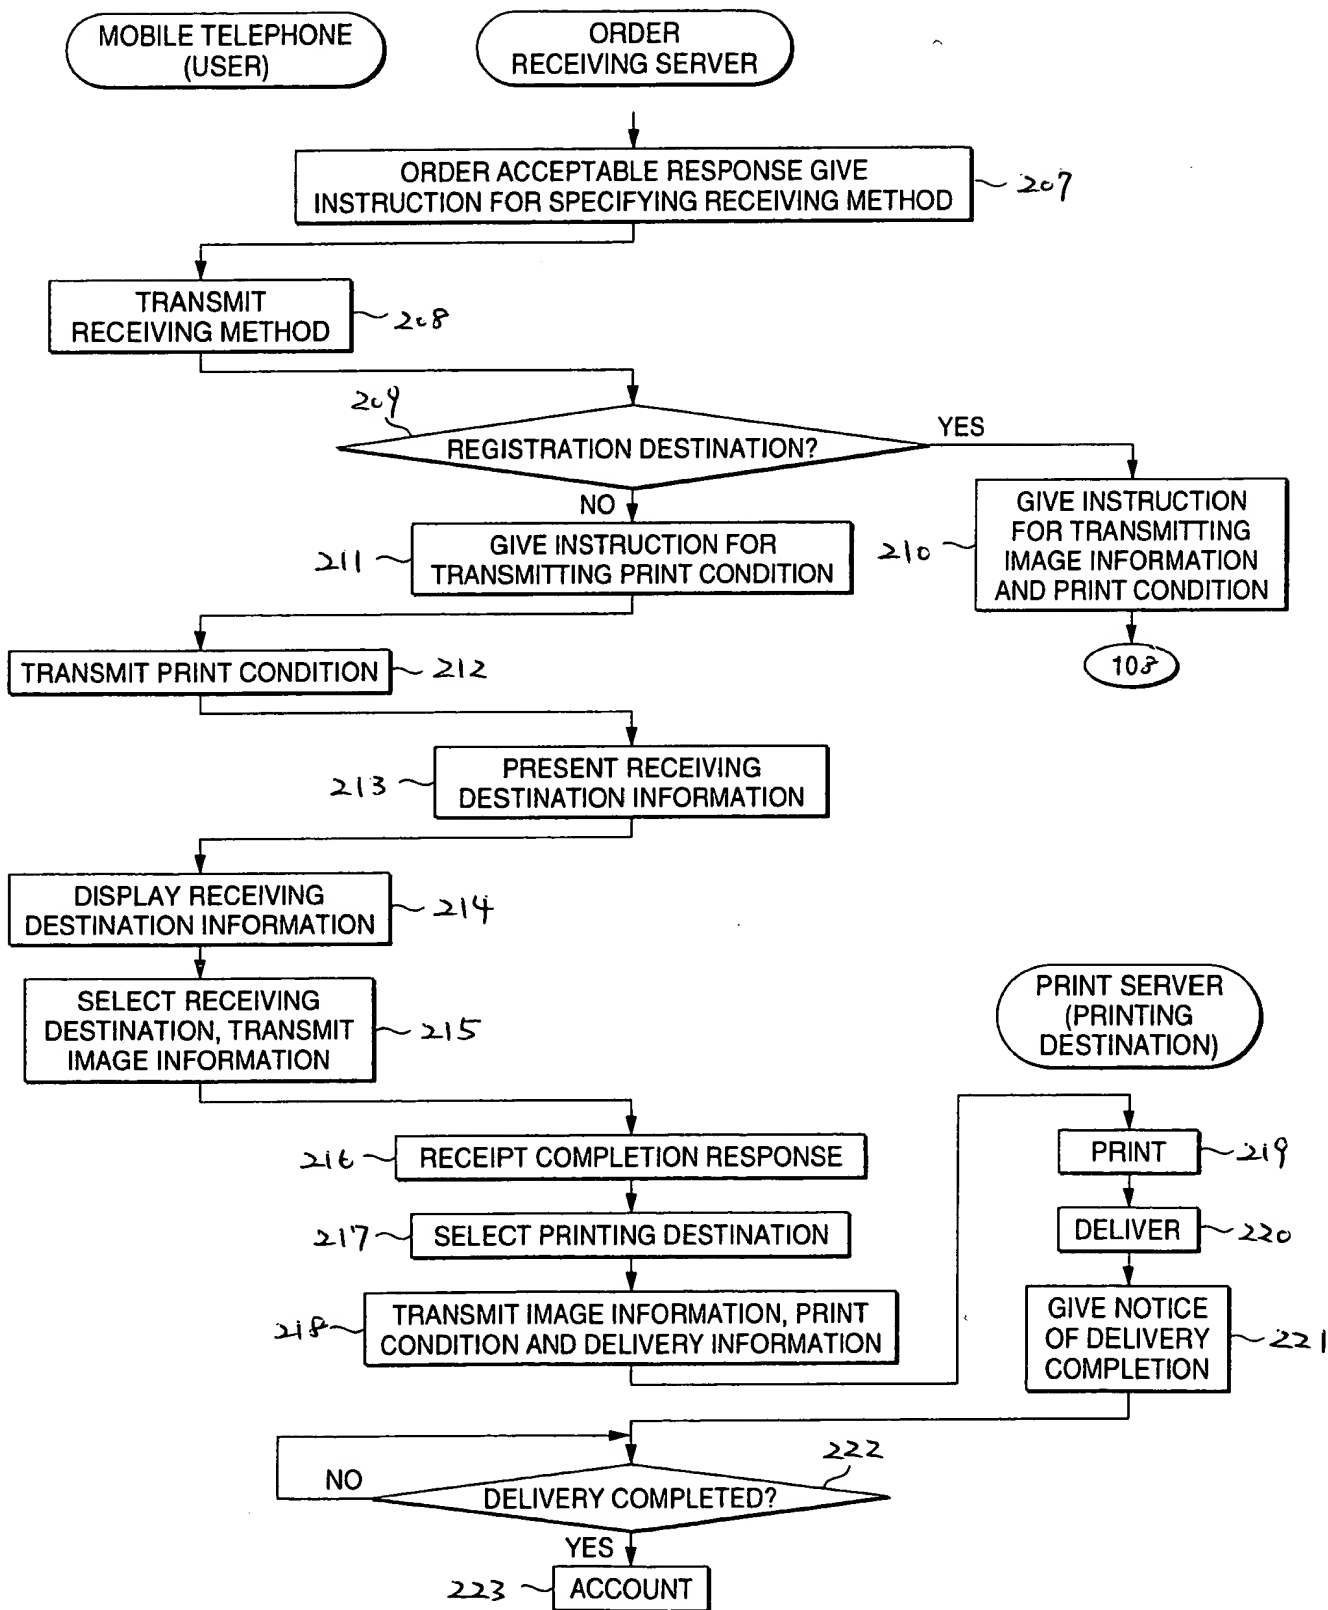 MOBILE TELEPHONE
(USER)
ORDER
RECEIVING SERVER
ORDER ACCEPTABLE RESPONSE GIVE
INSTRUCTION FOR SPECIFYING RECEIVING METHOD
207
TRANSMIT
RECEIVING METHOD
208
209
REGISTRATION DESTINATION?
YES
NO
GIVE INSTRUCTION
FOR TRANSMITTING
IMAGE INFORMATION
AND PRINT CONDITION
210
103
211
GIVE INSTRUCTION FOR
TRANSMITTING PRINT CONDITION
TRANSMIT PRINT CONDITION
212
213
PRESENT RECEIVING
DESTINATION INFORMATION
DISPLAY RECEIVING
DESTINATION INFORMATION
214
SELECT RECEIVING
DESTINATION, TRANSMIT
IMAGE INFORMATION
215
PRINT SERVER
(PRINTING
DESTINATION)
216
RECEIPT COMPLETION RESPONSE
PRINT
219
217
SELECT PRINTING DESTINATION
DELIVER
220
218
TRANSMIT IMAGE INFORMATION, PRINT
CONDITION AND DELIVERY INFORMATION
GIVE NOTICE
OF DELIVERY
COMPLETION
221
222
NO
DELIVERY COMPLETED?
YES
223
ACCOUNT